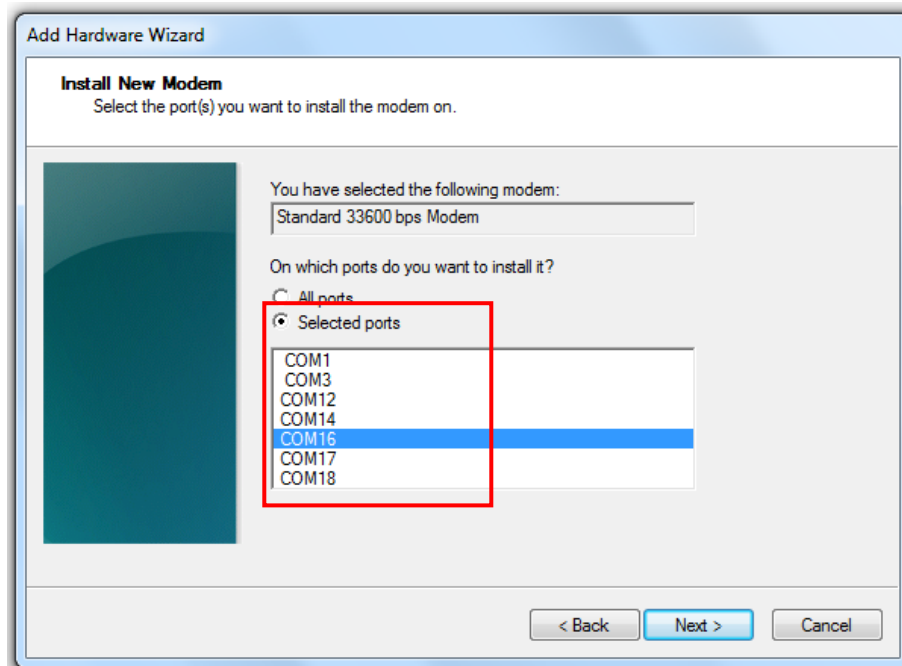 Add Hardware Wizard
Install New Modem
Select the port(s) you want to install the modem on.
You have selected the following modem:
Standard 33600 bps Modem
On which ports do you want to install it?
All ports
Selected ports
COM1
COM3
COM12
COM14
COM16
COM17
COM18
< Back Next > Cancel